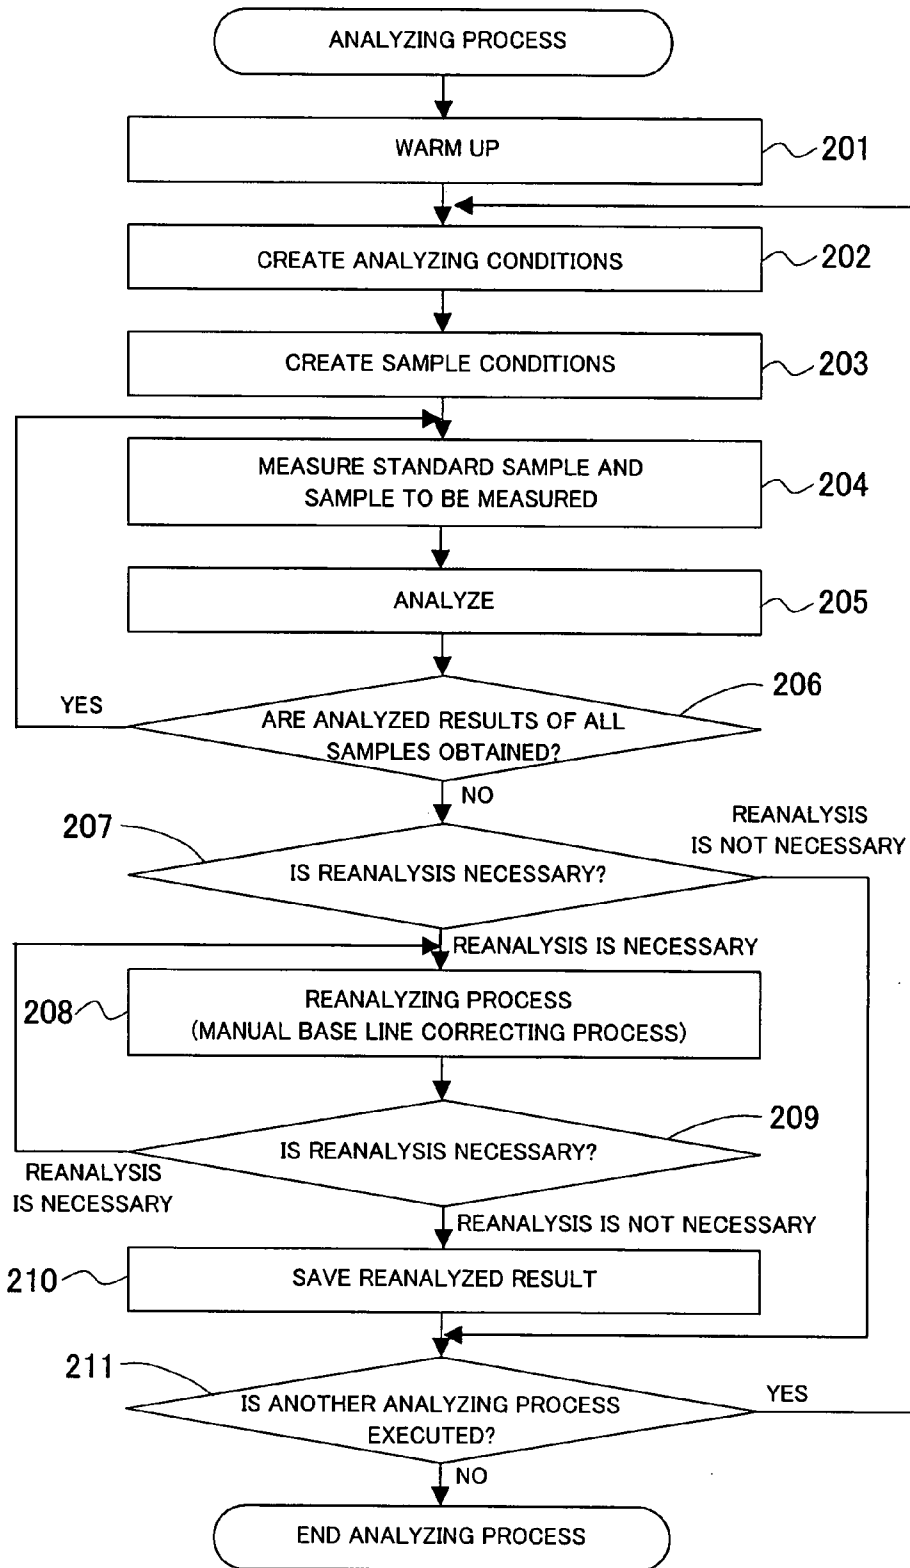 ANALYZING PROCESS
WARM UP
201
CREATE ANALYZING CONDITIONS
202
CREATE SAMPLE CONDITIONS
203
MEASURE STANDARD SAMPLE AND
SAMPLE TO BE MEASURED
204
ANALYZE
205
206
YES
ARE ANALYZED RESULTS OF ALL
SAMPLES OBTAINED?
NO
207
REANALYSIS
IS NOT NECESSARY
IS REANALYSIS NECESSARY?
REANALYSIS IS NECESSARY
208
REANALYZING PROCESS
(MANUAL BASE LINE CORRECTING PROCESS)
209
IS REANALYSIS NECESSARY?
REANALYSIS
IS NECESSARY
REANALYSIS IS NOT NECESSARY
210
SAVE REANALYZED RESULT
211
IS ANOTHER ANALYZING PROCESS
EXECUTED?
YES
NO
END ANALYZING PROCESS